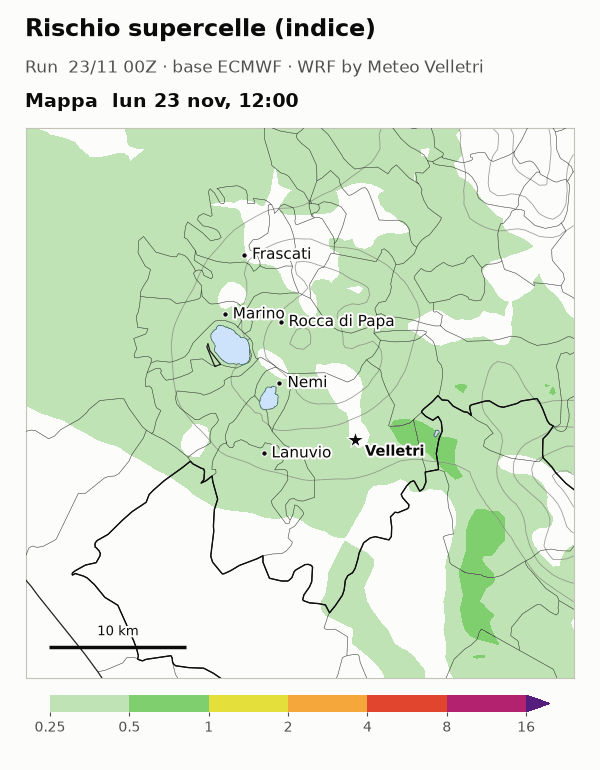 Rischio supercelle (indice)
Run 23/11 00Z · base ECMWF · WRF by Meteo Velletri
Mappa lun 23 nov, 12:00
Frascati
Marino
Rocca di Papa
Nemi
Velletri
Lanuvio
10 km
0.25 0.5 1 2 4 8 16